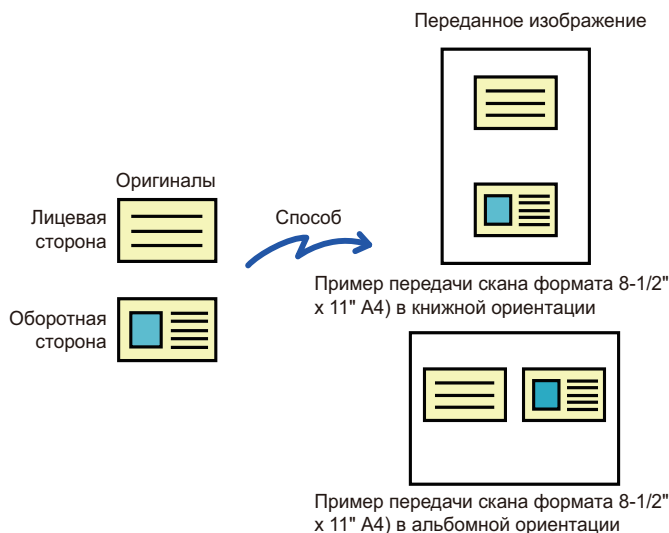 Переданное изображение
Оригиналы
Лицевая
сторона
Способ
Оборотная
сторона
Пример передачи скана формата 8-1/2"
x 11" A4) в книжной ориентации
Пример передачи скана формата 8-1/2"
x 11" A4) в альбомной ориентации